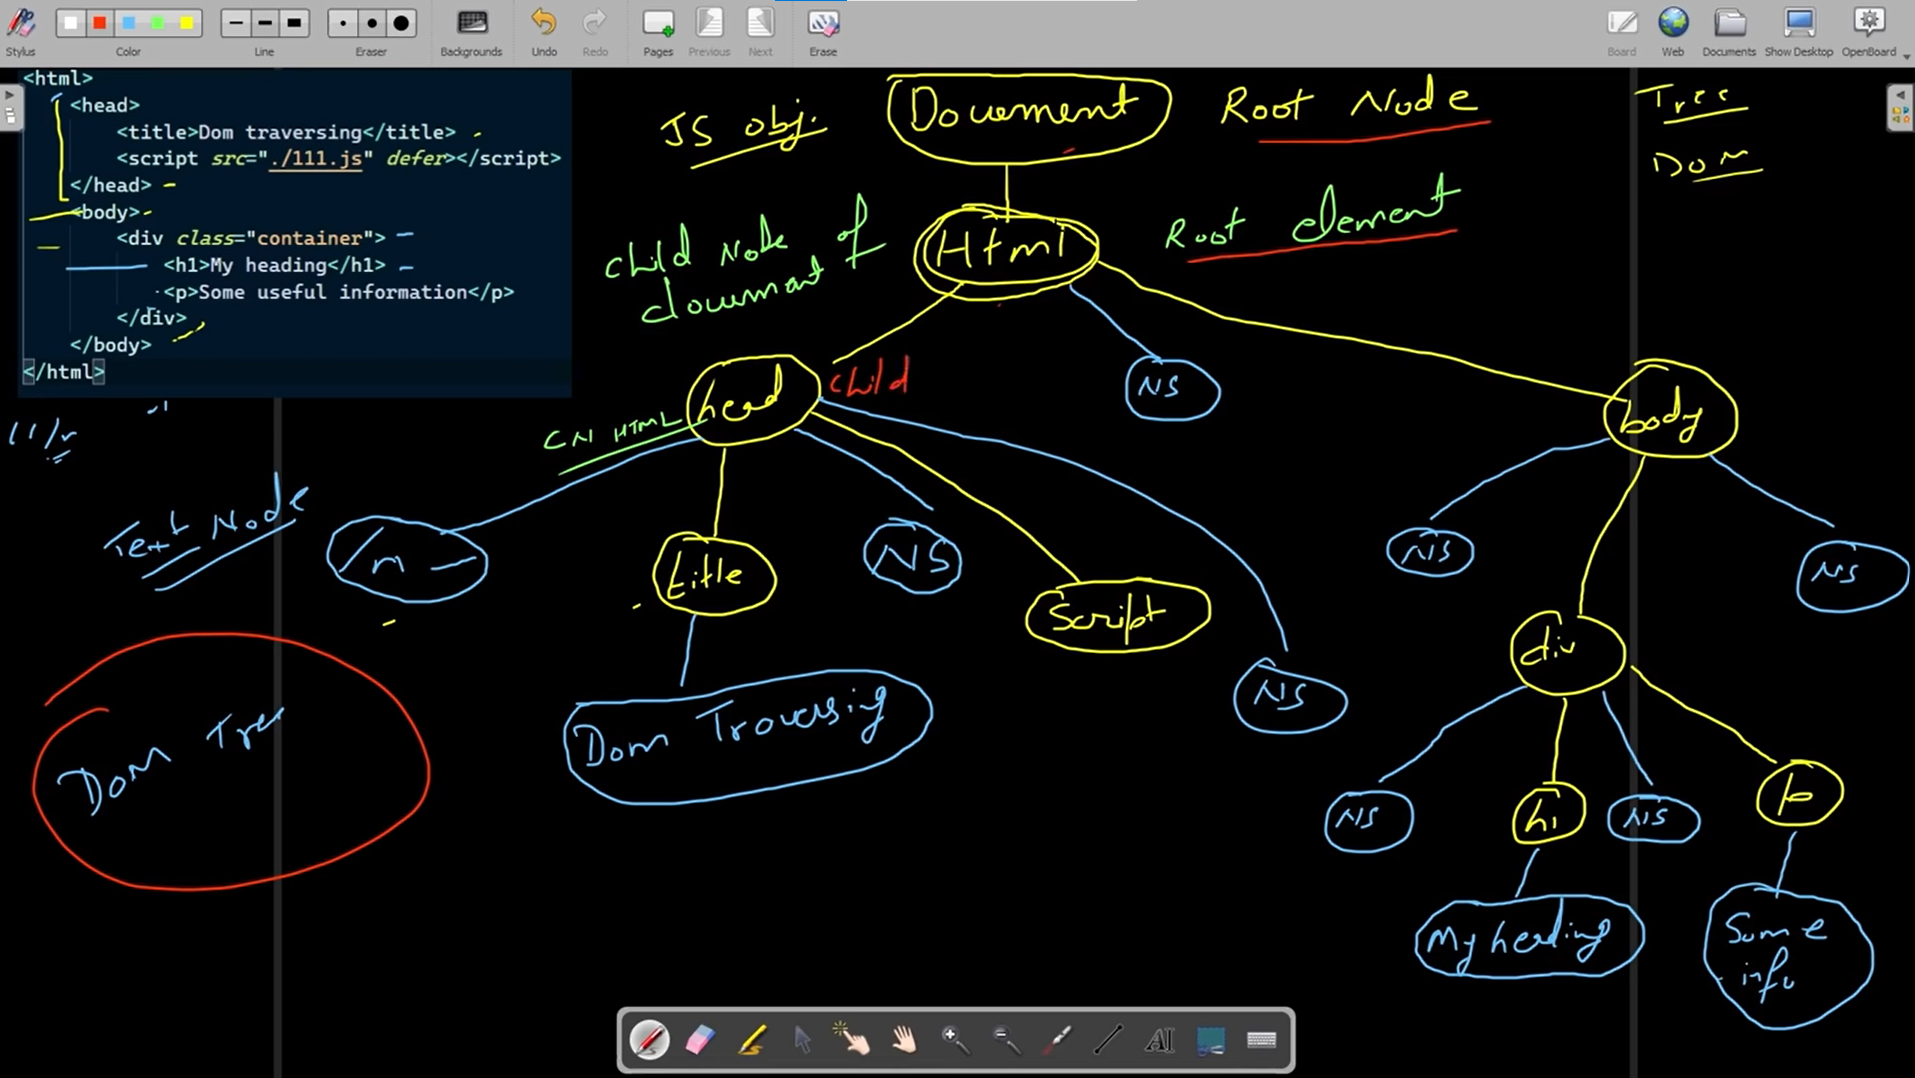 Stylus
Color
Line
Eraser
Backgrounds
Undo
Redo
Pages
Previous
Next
Erase
Board
Web
Documents
Show Desktop
OpenBoard
<html>
<head>
<title>Dom traversing</title>
<script src="./111.js" defer></script>
</head>
<body>
<div class="container">
<h1>My heading</h1>
<p>Some useful information</p>
</div>
</body>
</html>
JS obj.
Document
Root Node
Tree
DOM
Child Node of
document
Html
Root element
head
child
CN HTML
NS
body
Text Node
/n
title
NS
Script
NS
NS
NS
div
Dom Tree
Dom Traversing
NS
h1
NS
p
My heading
Some
info